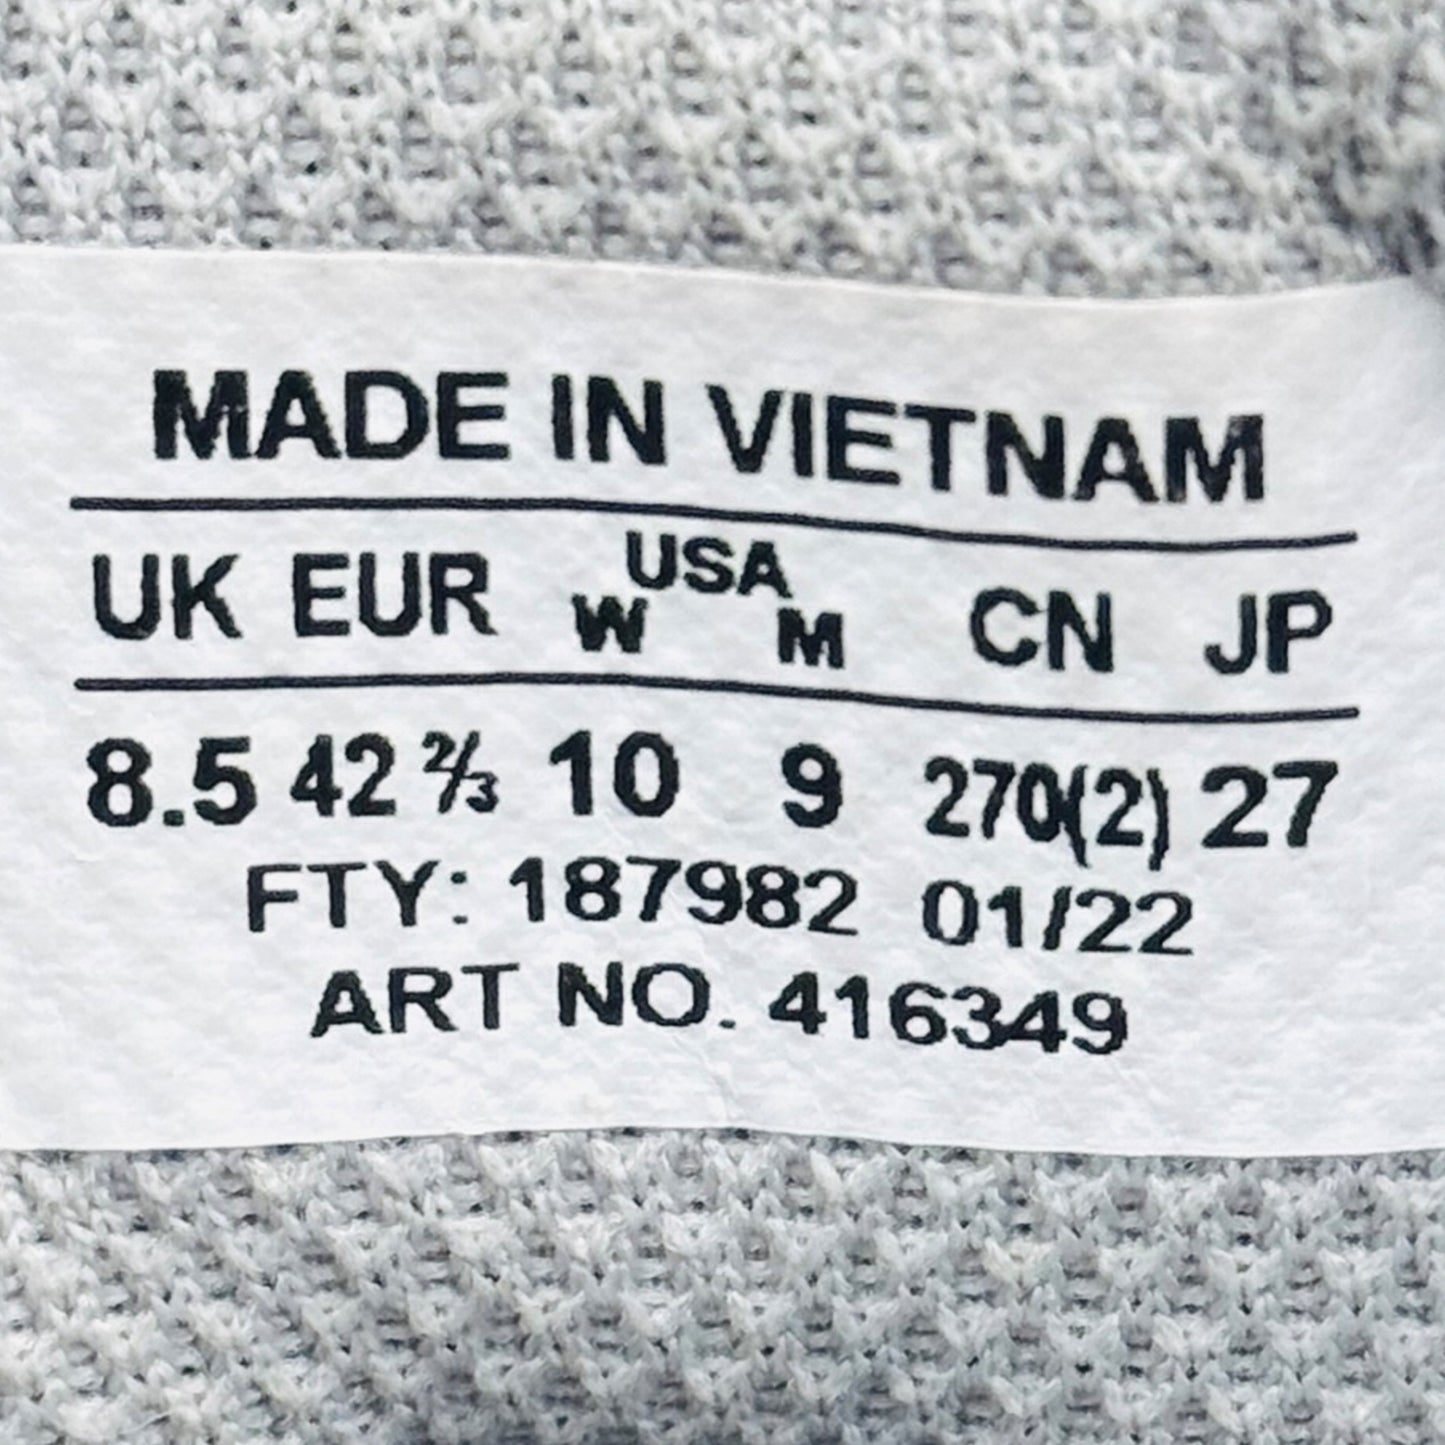 MADE IN VIETNAM
UK EUR USA CN JP
W M
8.5 42 ⅔ 10 9 270(2) 27
FTY: 187982 01/22
ART NO. 416349